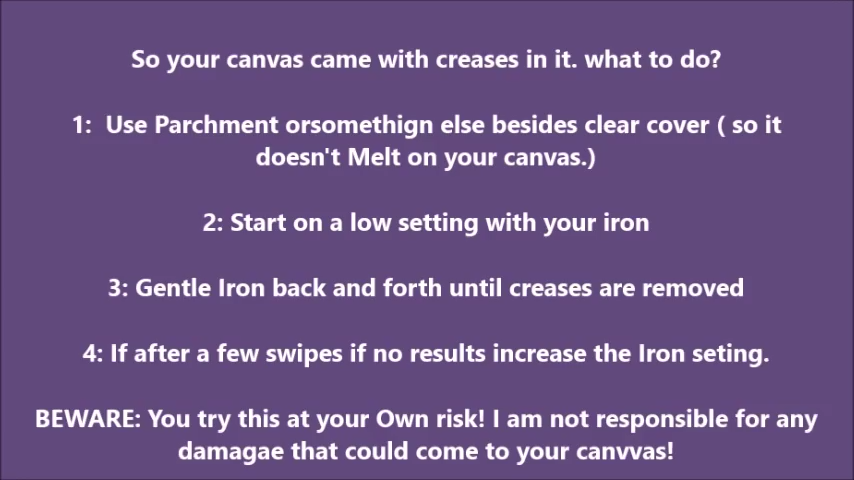 So your canvas came with creases in it. what to do?
1: Use Parchment orsomethign else besides clear cover ( so it
doesn't Melt on your canvas.)
2: Start on a low setting with your iron
3: Gentle Iron back and forth until creases are removed
4: If after a few swipes if no results increase the Iron seting.
BEWARE: You try this at your Own risk! I am not responsible for any
damagae that could come to your canvvas!